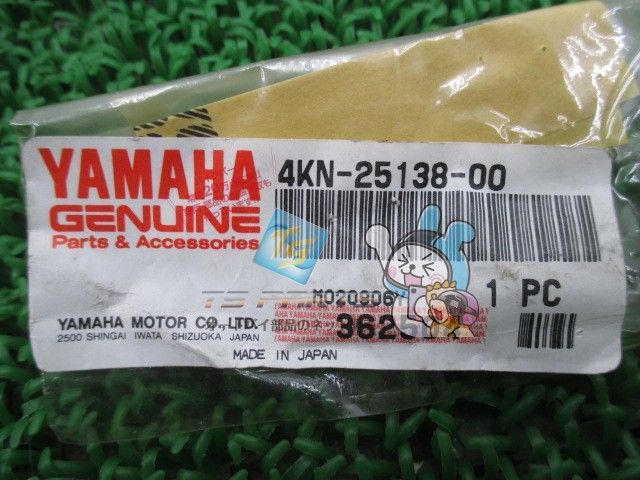 YAMAHA
GENUINE
Parts & Accessories
4KN-25138-00
1 PC
YAMAHA MOTOR CO., LTD.
2500 SHINGAI IWATA SHIZUOKA JAPAN
MADE IN JAPAN